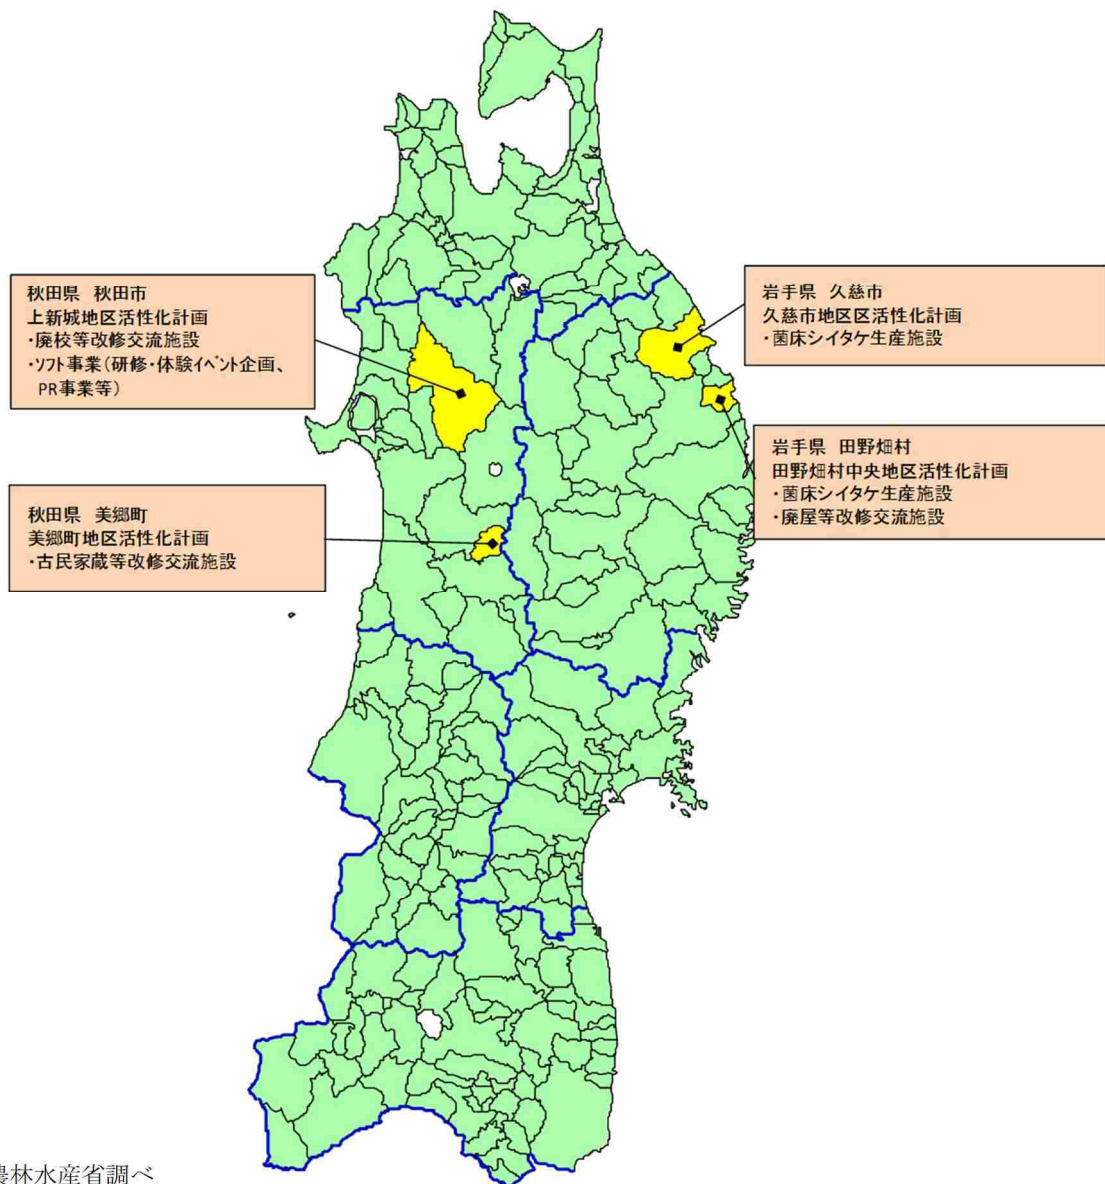 秋田県 秋田市
上新城地区活性化計画
・廃校等改修交流施設
・ソフト事業(研修・体験イベント企画、
PR事業等)
秋田県 美郷町
美郷町地区活性化計画
・古民家蔵等改修交流施設
岩手県 久慈市
久慈市地区区活性化計画
・菌床シイタケ生産施設
岩手県 田野畑村
田野畑村中央地区活性化計画
・菌床シイタケ生産施設
・廃屋等改修交流施設
農林水産省調べ